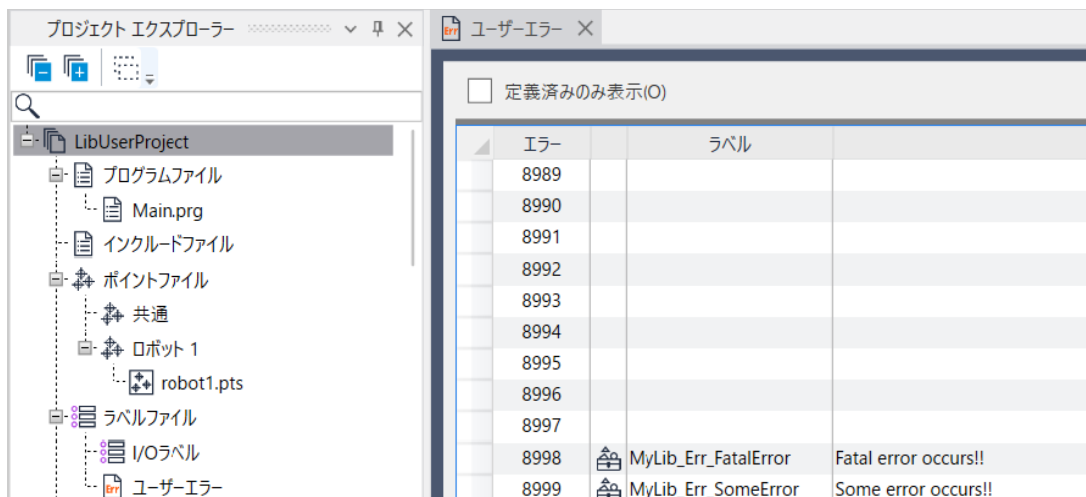 プロジェクト エクスプローラー
LibUserProject
プログラムファイル
Main.prg
インクルードファイル
ポイントファイル
共通
ロボット 1
robot1.pts
ラベルファイル
I/Oラベル
ユーザーエラー
Err ユーザーエラー
定義済みのみ表示(O)
エラー ラベル
8989
8990
8991
8992
8993
8994
8995
8996
8997
8998 MyLib_Err_FatalError Fatal error occurs!!
8999 MyLib_Err_SomeError Some error occurs!!